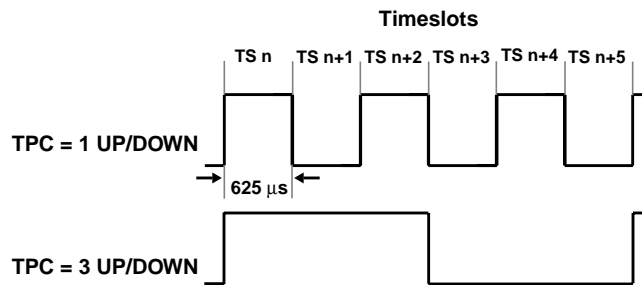 Timeslots
TS n TS n+1 TS n+2 TS n+3 TS n+4 TS n+5
TPC = 1 UP/DOWN
625 µs
TPC = 3 UP/DOWN